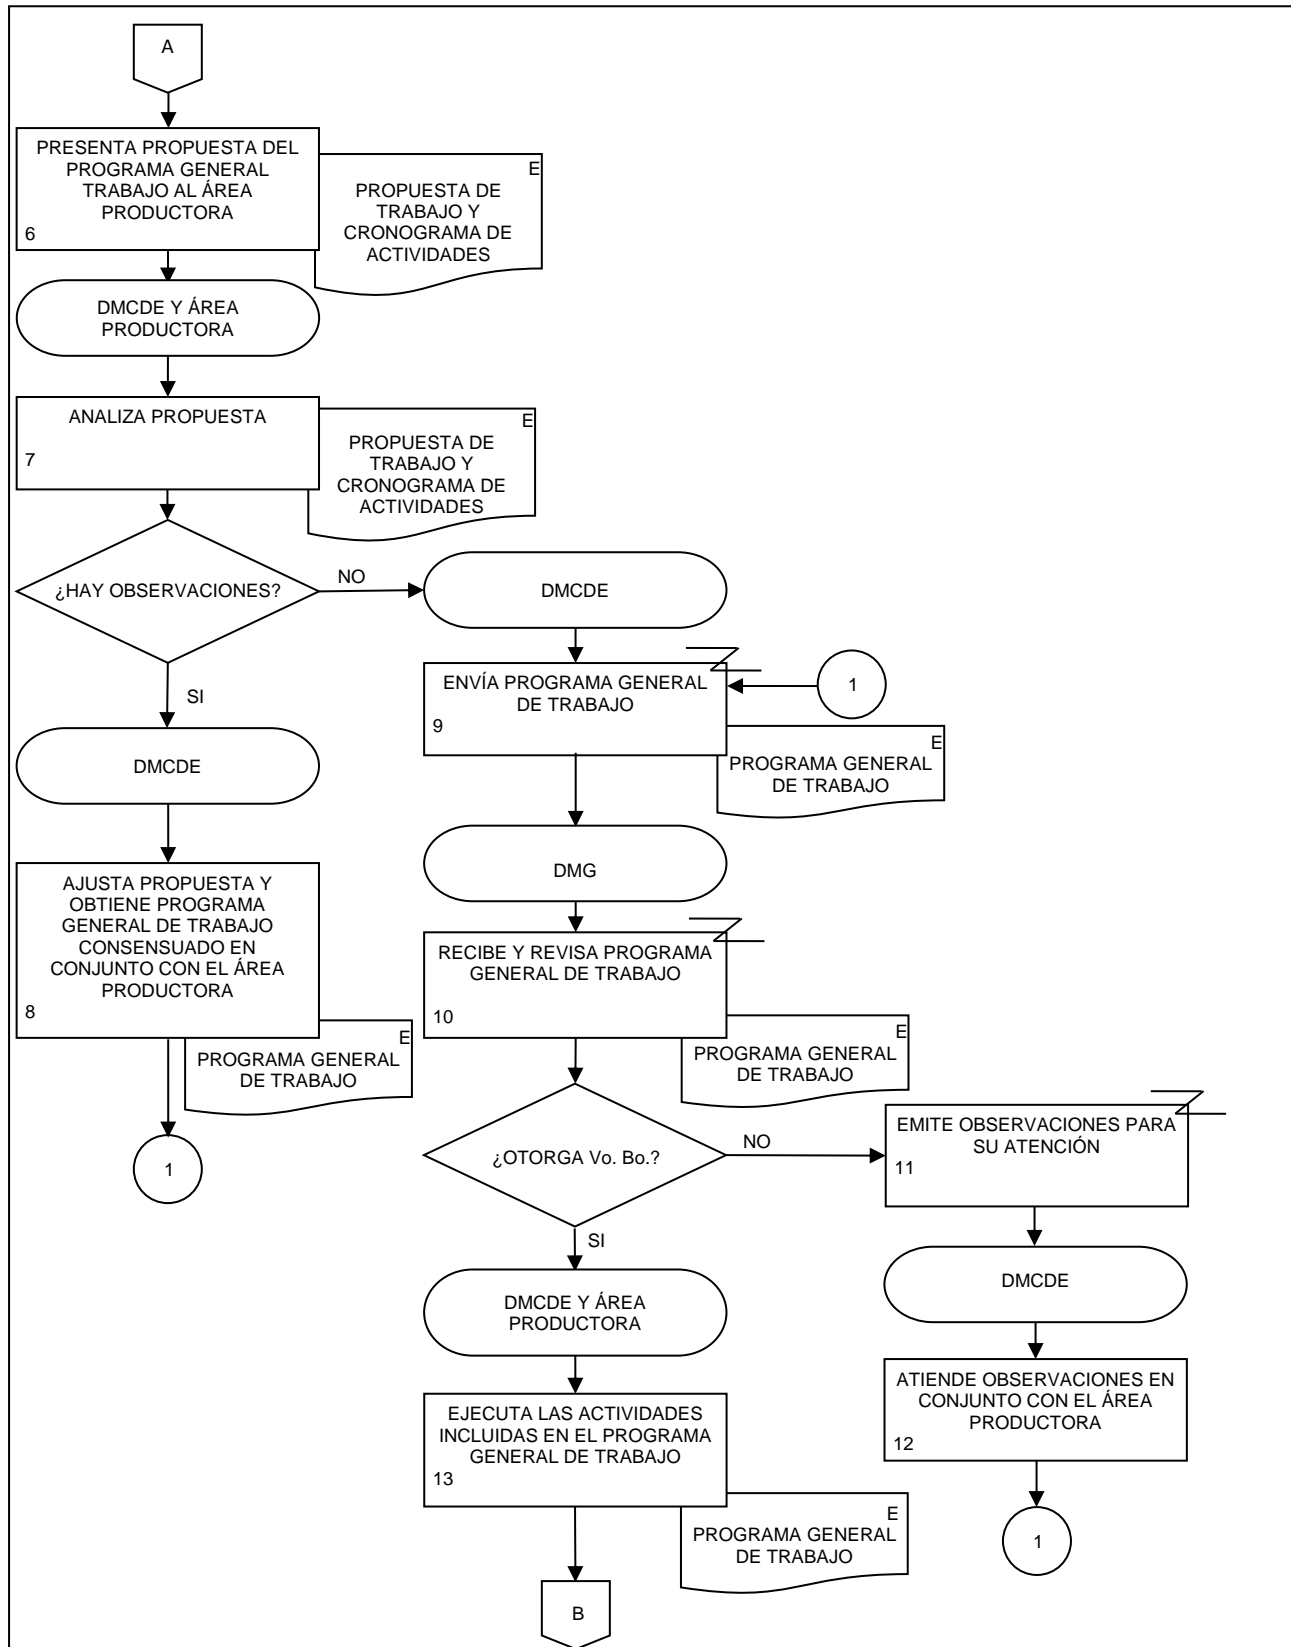 A
PRESENTA PROPUESTA DEL
PROGRAMA GENERAL
TRABAJO AL ÁREA
PRODUCTORA
6
E
PROPUESTA DE
TRABAJO Y
CRONOGRAMA DE
ACTIVIDADES
DMCDE Y ÁREA
PRODUCTORA
ANALIZA PROPUESTA
7
E
PROPUESTA DE
TRABAJO Y
CRONOGRAMA DE
ACTIVIDADES
¿HAY OBSERVACIONES?
NO
SI
DMCDE
AJUSTA PROPUESTA Y
OBTIENE PROGRAMA
GENERAL DE TRABAJO
CONSENSUADO EN
CONJUNTO CON EL ÁREA
PRODUCTORA
8
E
PROGRAMA GENERAL
DE TRABAJO
1
DMCDE
ENVÍA PROGRAMA GENERAL
DE TRABAJO
9
1
E
PROGRAMA GENERAL
DE TRABAJO
DMG
RECIBE Y REVISA PROGRAMA
GENERAL DE TRABAJO
10
E
PROGRAMA GENERAL
DE TRABAJO
¿OTORGA Vo. Bo.?
NO
SI
EMITE OBSERVACIONES PARA
SU ATENCIÓN
11
DMCDE
ATIENDE OBSERVACIONES EN
CONJUNTO CON EL ÁREA
PRODUCTORA
12
1
DMCDE Y ÁREA
PRODUCTORA
EJECUTA LAS ACTIVIDADES
INCLUIDAS EN EL PROGRAMA
GENERAL DE TRABAJO
13
E
PROGRAMA GENERAL
DE TRABAJO
B